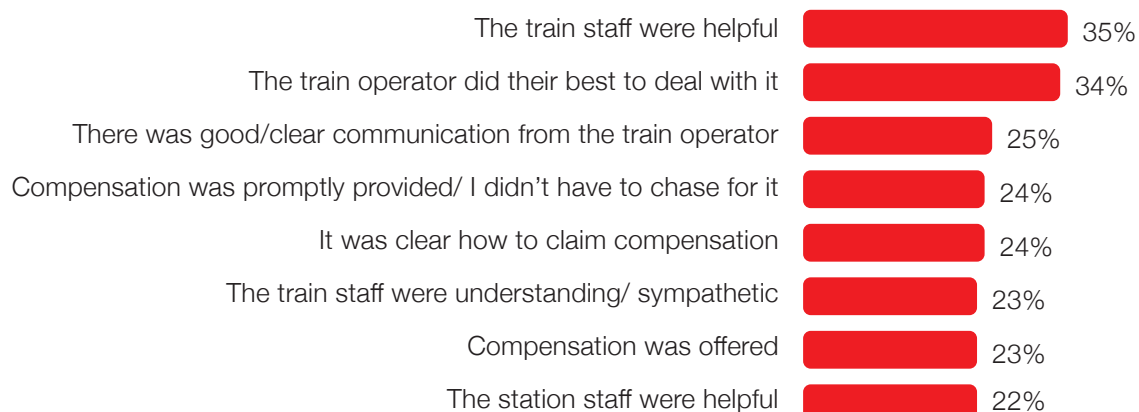 The train staff were helpful 35%
The train operator did their best to deal with it 34%
There was good/clear communication from the train operator 25%
Compensation was promptly provided/ I didn't have to chase for it 24%
It was clear how to claim compensation 24%
The train staff were understanding/ sympathetic 23%
Compensation was offered 23%
The station staff were helpful 22%